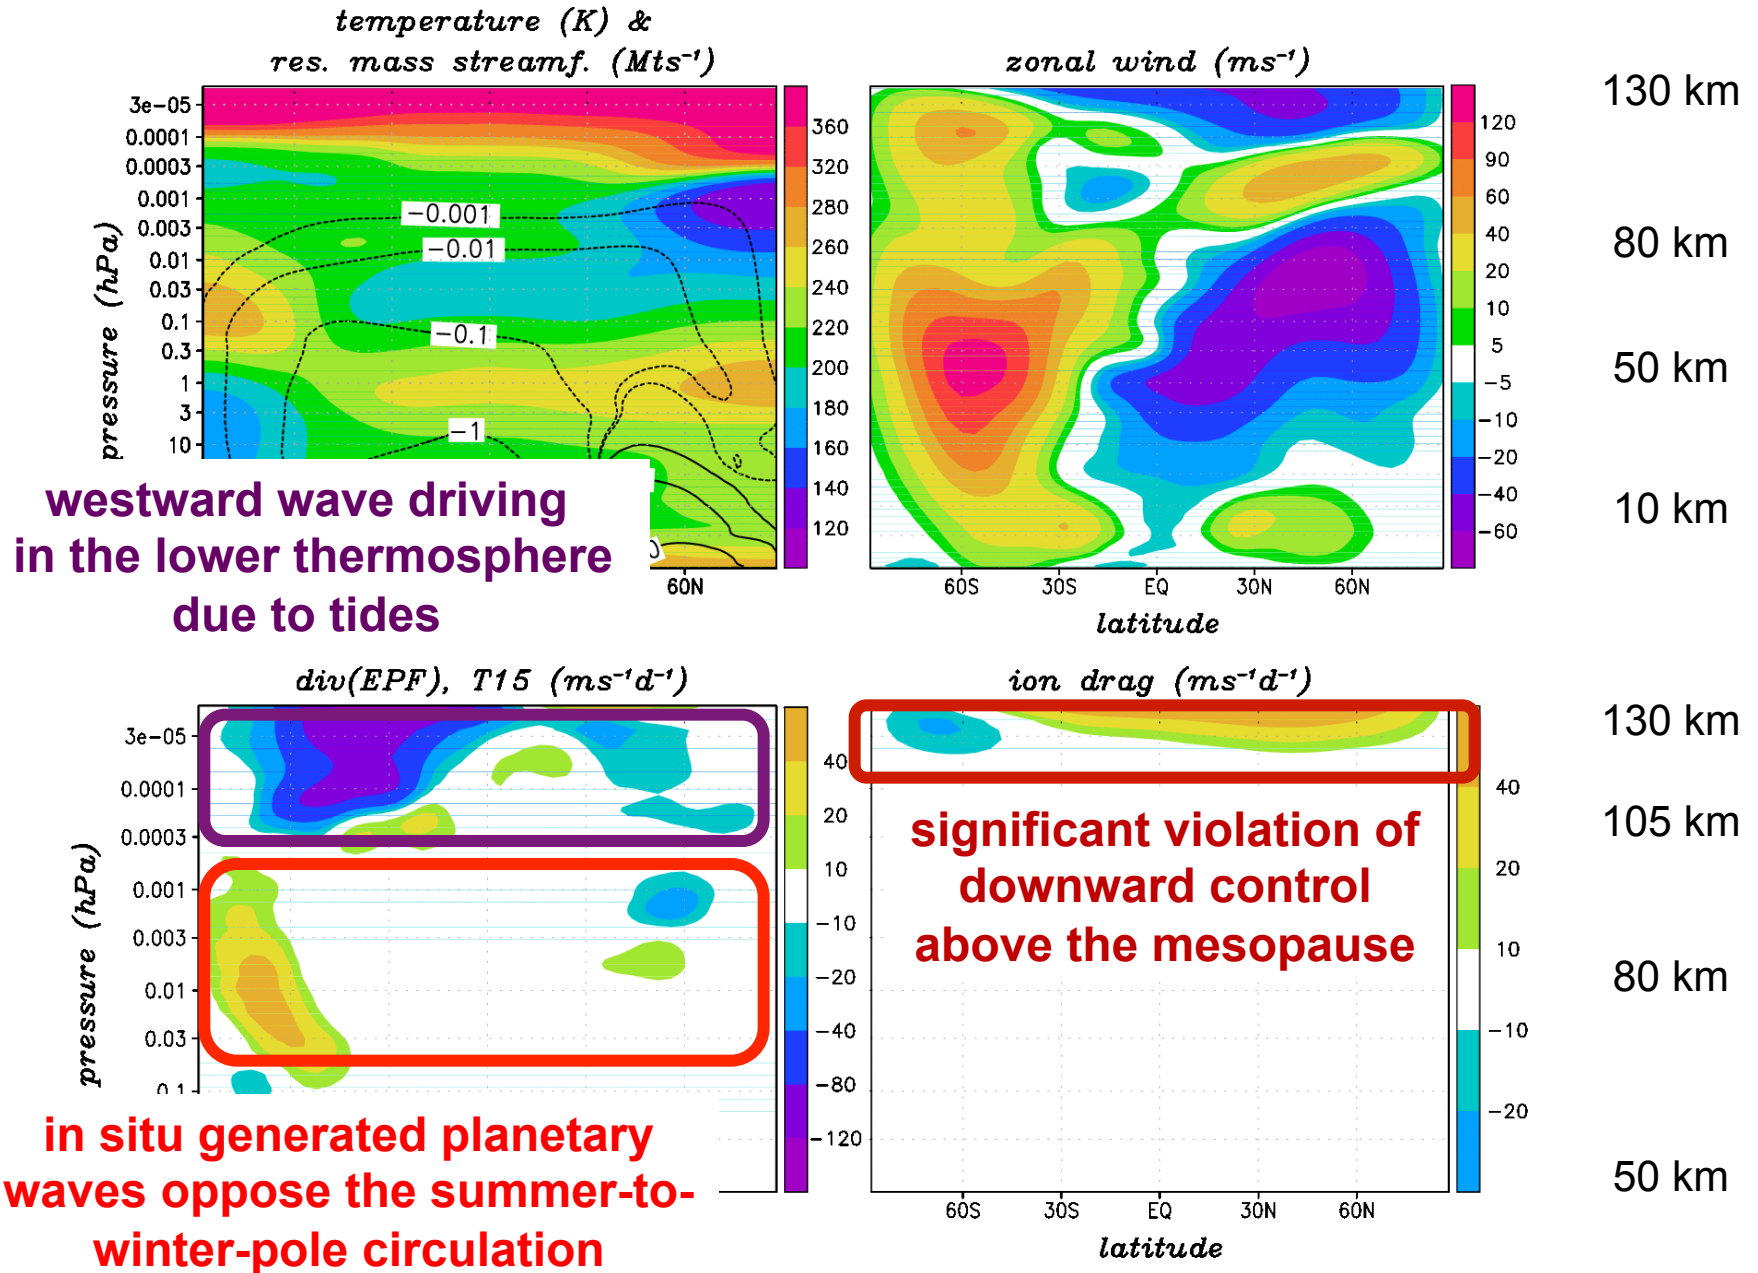 temperature (K) &
res. mass streamf. (Mts⁻¹)
zonal wind (ms⁻¹)
pressure (hPa)
3e-05
0.0001
0.0003
0.001
0.003
0.01
0.03
0.1
0.3
1
3
10
-0.001
-0.01
-0.1
-1
0
60N
360
320
280
260
240
220
200
180
160
140
120
60S 30S EQ 30N 60N
latitude
120
90
60
40
20
10
5
-5
-10
-20
-40
-60
130 km
80 km
50 km
10 km
westward wave driving
in the lower thermosphere
due to tides
div(EPF), T15 (ms⁻¹d⁻¹)
ion drag (ms⁻¹d⁻¹)
pressure (hPa)
3e-05
0.0001
0.0003
0.001
0.003
0.01
0.03
0.1
40
20
10
-10
-20
-40
-80
-120
significant violation of
downward control
above the mesopause
60S 30S EQ 30N 60N
latitude
40
20
10
-10
-20
130 km
105 km
80 km
50 km
in situ generated planetary
waves oppose the summer-to-
winter-pole circulation